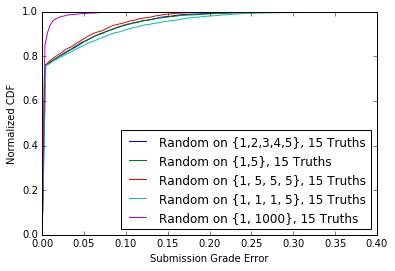 1.0
0.8
0.6
0.4
0.2
0.0
Normalized CDF
Random on {1,2,3,4,5}, 15 Truths
Random on {1,5}, 15 Truths
Random on {1, 5, 5, 5}, 15 Truths
Random on {1, 1, 1, 5}, 15 Truths
Random on {1, 1000}, 15 Truths
0.00 0.05 0.10 0.15 0.20 0.25 0.30 0.35 0.40
Submission Grade Error